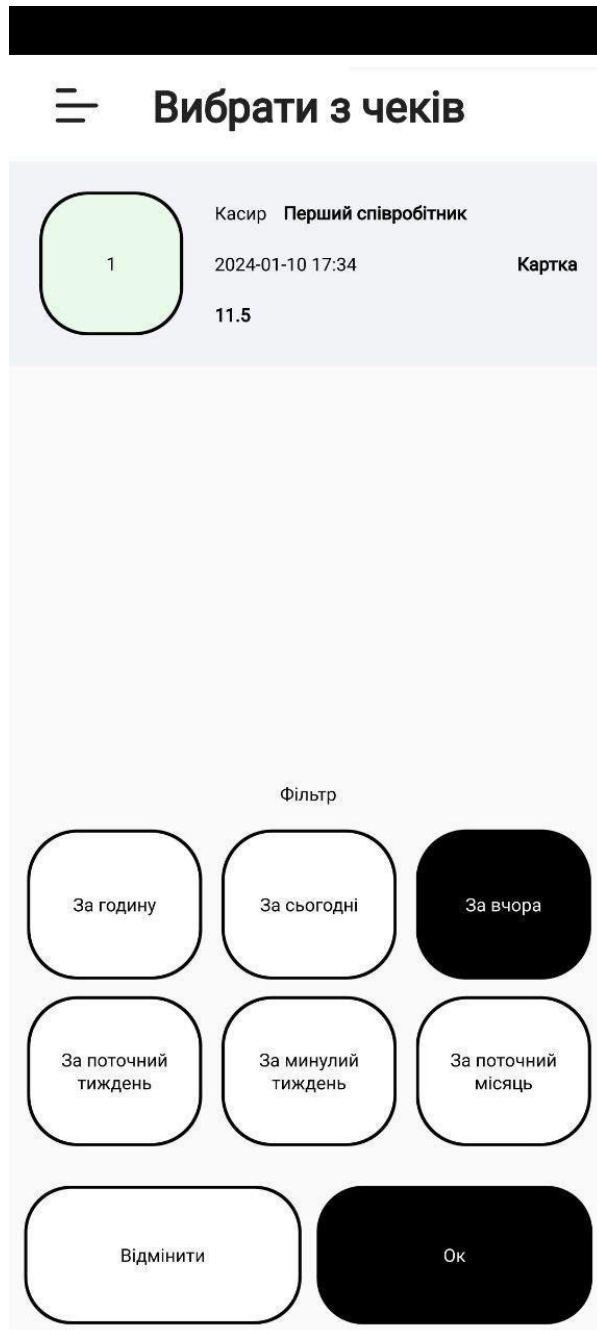 Вибрати з чеків
Касир Перший співробітник
1
2024-01-10 17:34 Картка
11.5
Фільтр
За годину
За сьогодні
За вчора
За поточний
тиждень
За минулий
тиждень
За поточний
місяць
Відмінити
Ок